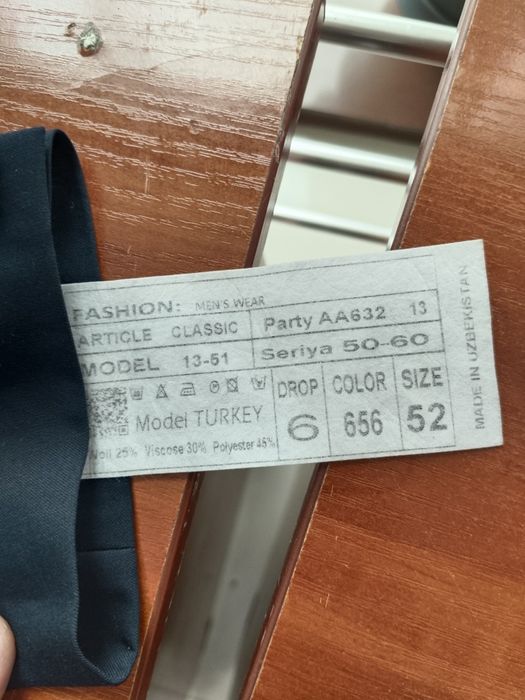 FASHION: MEN'S WEAR
ARTICLE CLASSIC Party AA632 13
MODEL 13-51 Seriya 50-60
DROP COLOR SIZE
Model TURKEY 6 656 52
25% Viscose 30% Polyester 45%
MADE IN UZBEKISTAN